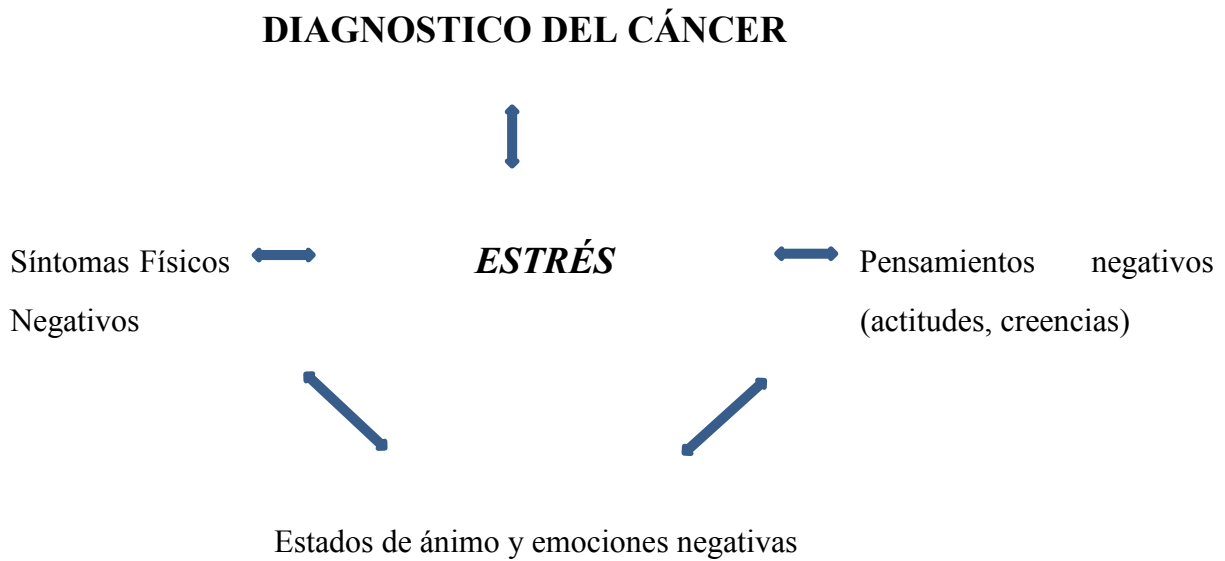 DIAGNOSTICO DEL CÁNCER
Síntomas Físicos
Negativos
ESTRÉS
Pensamientos negativos
(actitudes, creencias)
Estados de ánimo y emociones negativas